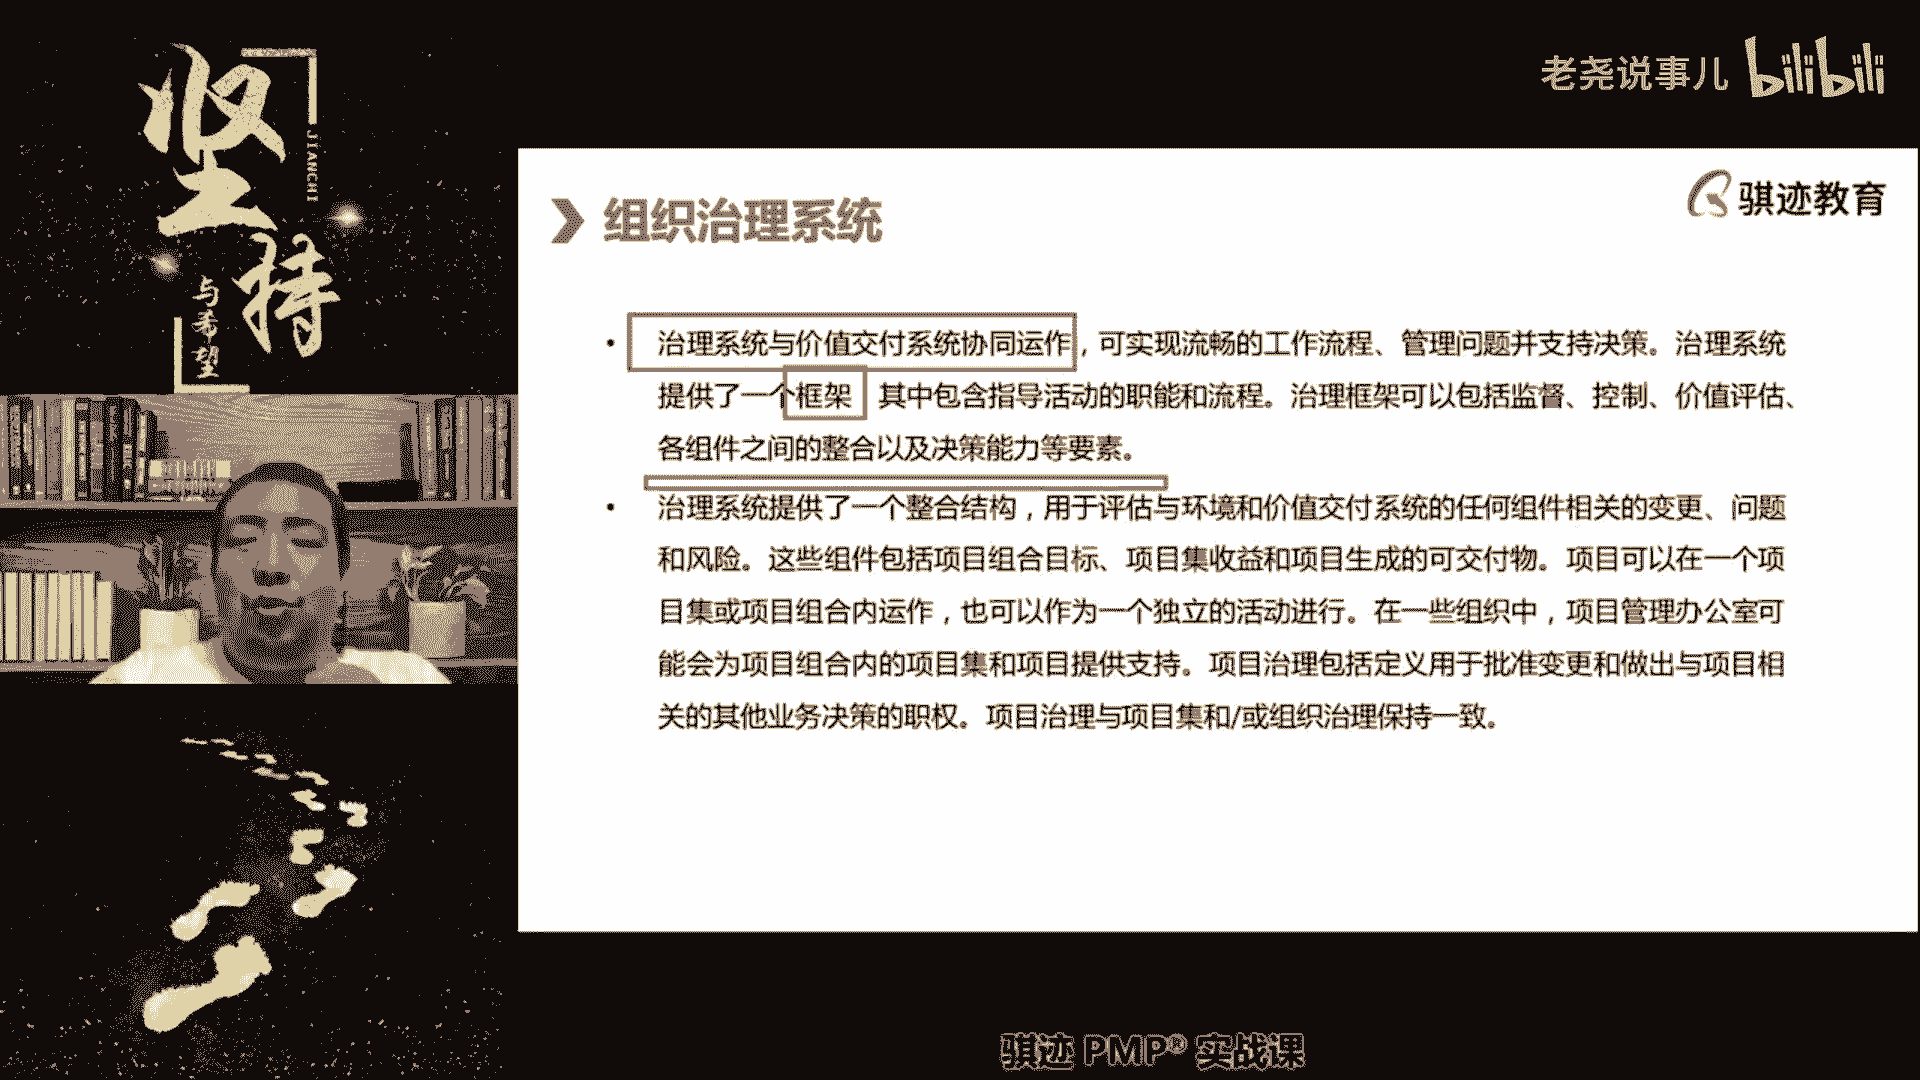 坚持
JIANCHI
与希望
老尧说事儿 bilibili
骐迹教育
组织治理系统
• 治理系统与价值交付系统协同运作，可实现流畅的工作流程、管理问题并支持决策。治理系统
提供了一个框架 其中包含指导活动的职能和流程。治理框架可以包括监督、控制、价值评估、
各组件之间的整合以及决策能力等要素。
• 治理系统提供了一个整合结构，用于评估与环境和价值交付系统的任何组件相关的变更、问题
和风险。这些组件包括项目组合目标、项目集收益和项目生成的可交付物。项目可以在一个项
目集或项目组合内运作，也可以作为一个独立的活动进行。在一些组织中，项目管理办公室可
能会为项目组合内的项目集和项目提供支持。项目治理包括定义用于批准变更和做出与项目相
关的其他业务决策的职权。项目治理与项目集和/或组织治理保持一致。
骐迹 PMP® 实战课